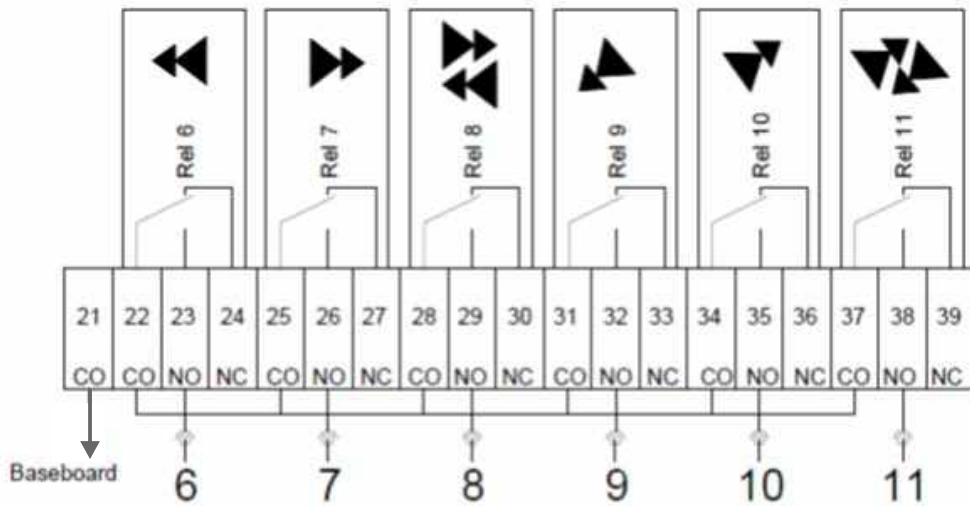 Rel 6 Rel 7 Rel 8 Rel 9 Rel 10 Rel 11
21 22 23 24 25 26 27 28 29 30 31 32 33 34 35 36 37 38 39
CO CO NO NC CO NO NC CO NO NC CO NO NC CO NO NC CO NO NC
Baseboard
6 7 8 9 10 11